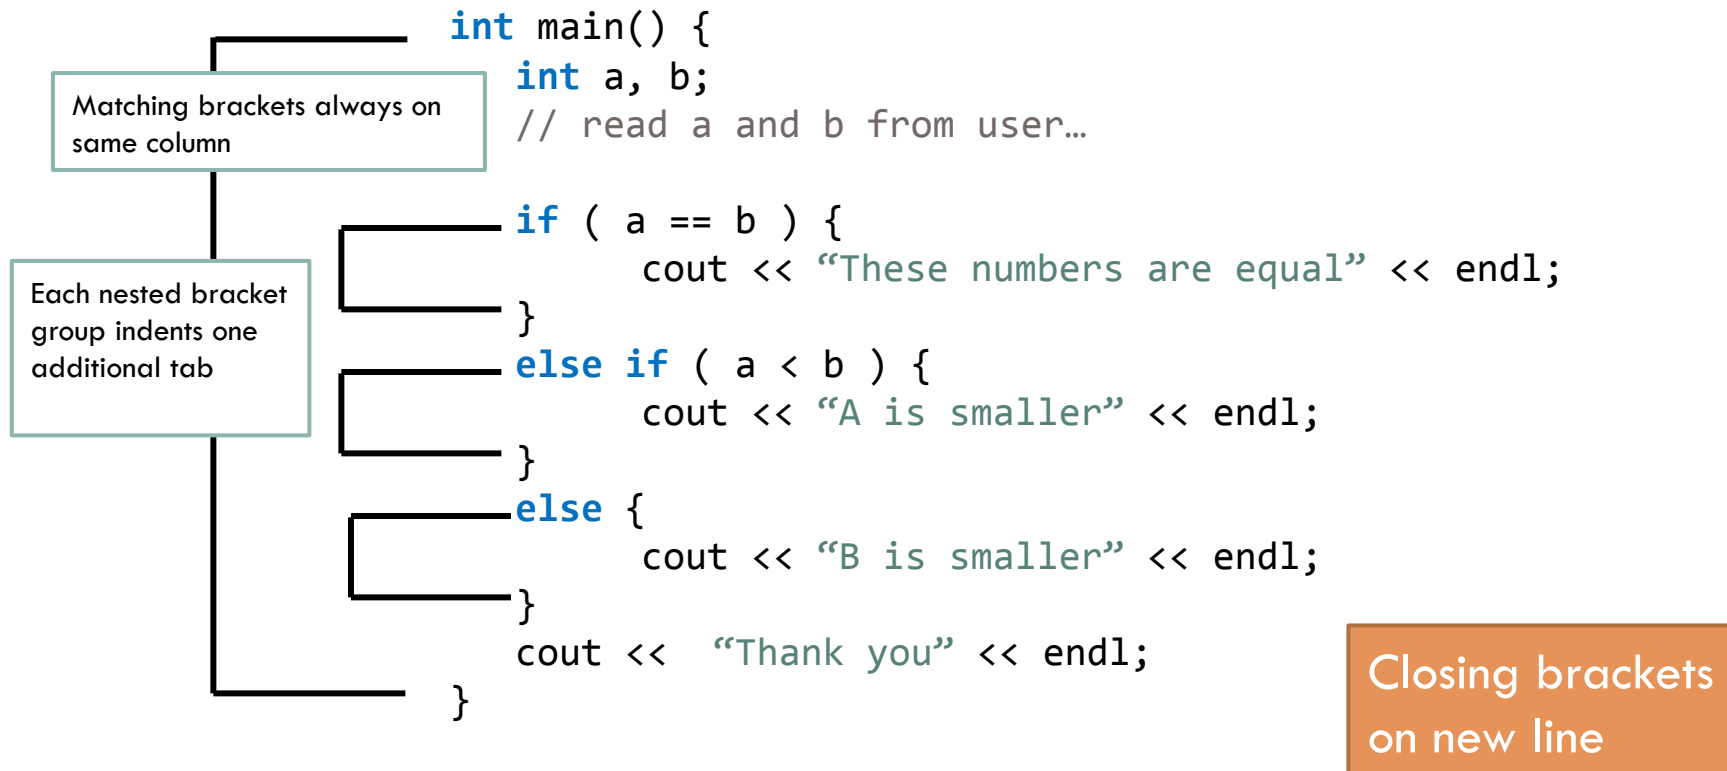 int main() {
int a, b;
// read a and b from user…
if ( a == b ) {
cout << “These numbers are equal” << endl;
}
else if ( a < b ) {
cout << “A is smaller” << endl;
}
else {
cout << “B is smaller” << endl;
}
cout <<  “Thank you” << endl;
}
Matching brackets always on
same column
Each nested bracket
group indents one
additional tab
Closing brackets
on new line